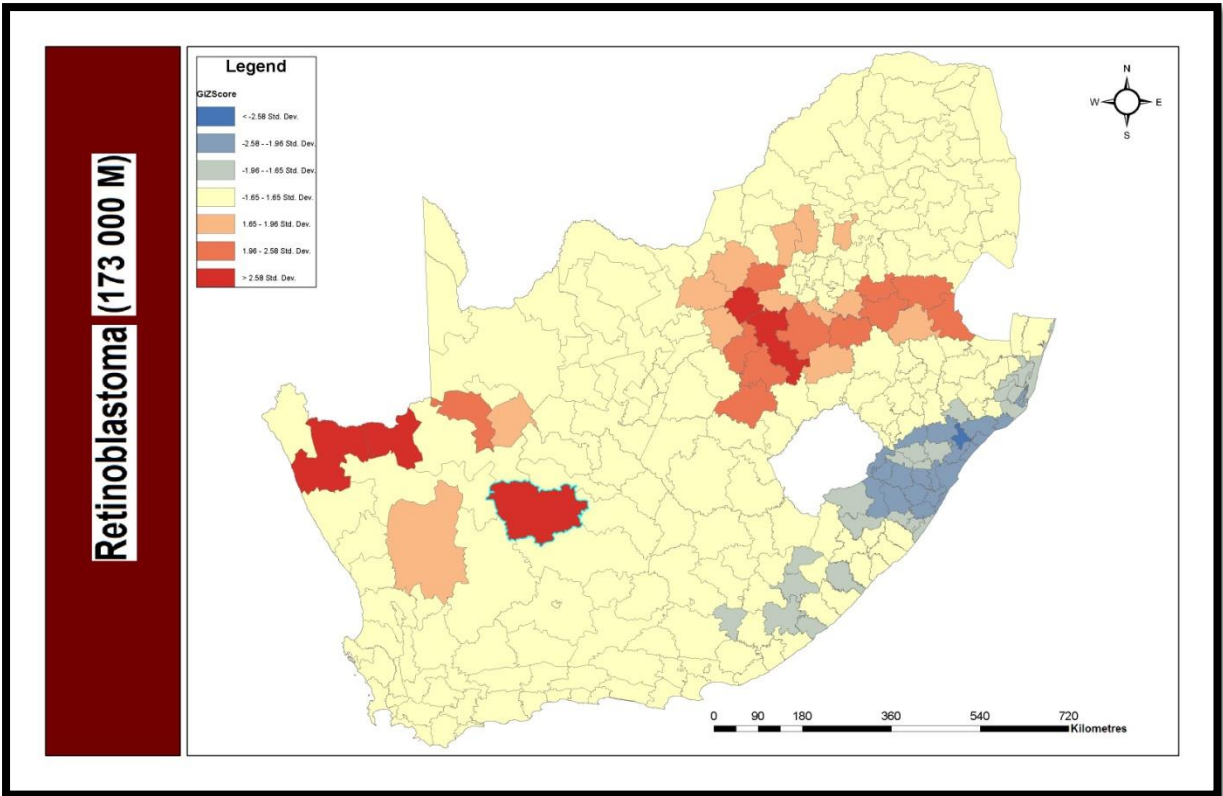 Retinoblastoma (173 000 M)
Legend
GiZScore
< -2.58 Std. Dev.
-2.58 - -1.96 Std. Dev.
-1.96 - -1.65 Std. Dev.
-1.65 - 1.65 Std. Dev.
1.65 - 1.96 Std. Dev.
1.96 - 2.58 Std. Dev.
> 2.58 Std. Dev.
N
W E
S
0 90 180 360 540 720
Kilometres